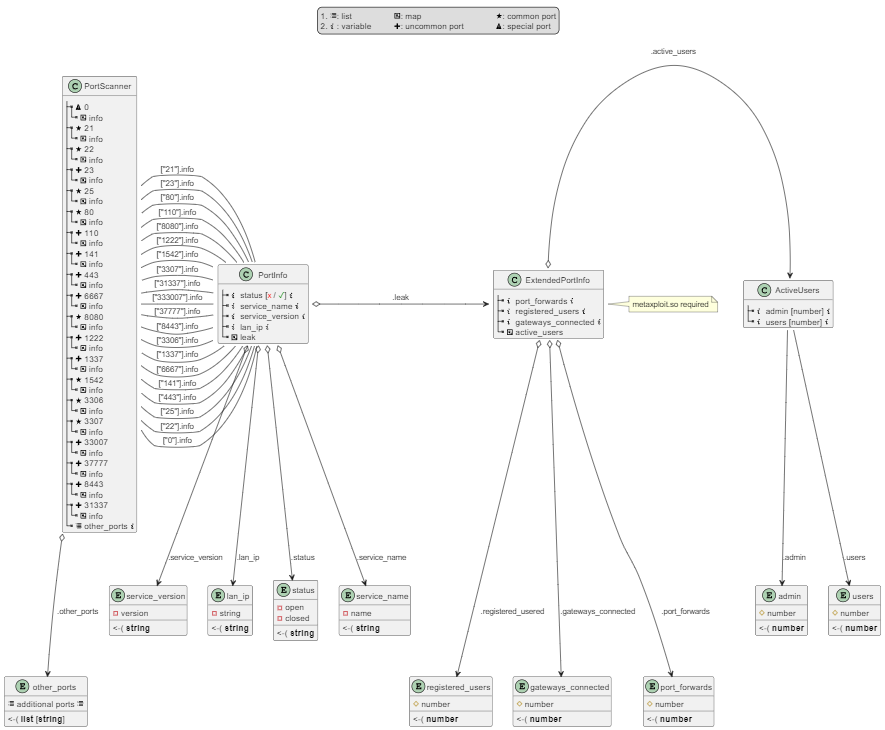 1. : list : map : common port
2. : variable : uncommon port : special port
.active_users
C PortScanner
0
info
21
info
22
info
23
info
25
info
80
info
110
info
141
info
443
info
6667
info
8080
info
1222
info
1337
info
1542
info
3306
info
3307
info
33007
info
37777
info
8443
info
31337
info
other_ports
["21"].info
["23"].info
["80"].info
["110"].info
["8080"].info
["1222"].info
["1542"].info
["3307"].info
["31337"].info
["333007"].info
["37777"].info
["8443"].info
["3306"].info
["1337"].info
["6667"].info
["141"].info
["443"].info
["25"].info
["22"].info
["0"].info
C PortInfo
status [x / ✓]
service_name
service_version
lan_ip
leak
.leak
C ExtendedPortInfo
port_forwards
registered_users
gateways_connected
active_users
metaxploit.so required
C ActiveUsers
admin [number]
users [number]
.service_version
.lan_ip
.status
.service_name
.admin
.users
.other_ports
.registered_usered
.gateways_connected
.port_forwards
E service_version
version
<-( string
E lan_ip
string
<-( string
E status
open
closed
<-( string
E service_name
name
<-( string
E admin
number
<-( number
E users
number
<-( number
E other_ports
additional ports
<-( list [string]
E registered_users
number
<-( number
E gateways_connected
number
<-( number
E port_forwards
number
<-( number